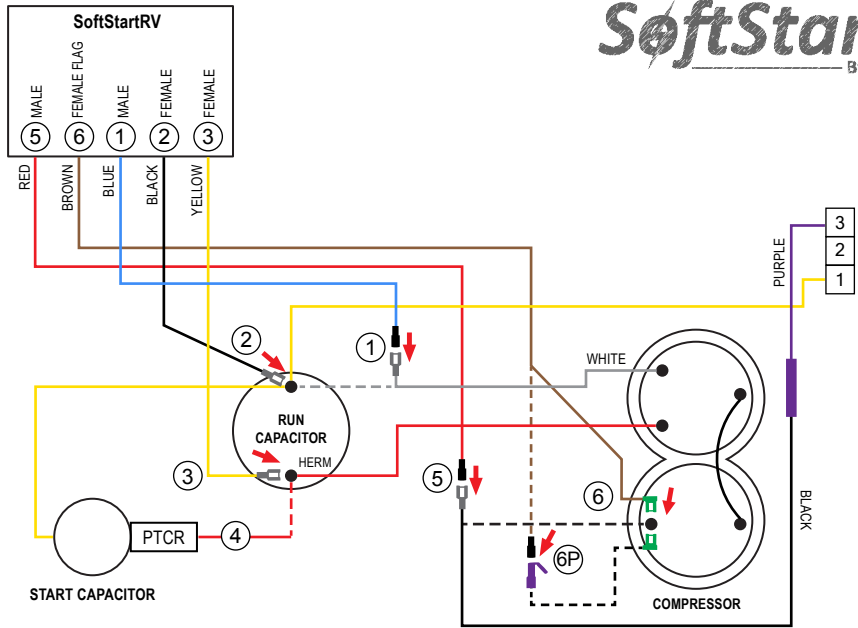 SoftStartRV
SoftStar
B
MALE
FEMALE FLAG
MALE
FEMALE
FEMALE
5
6
1
2
3
RED
BROWN
BLUE
BLACK
YELLOW
PURPLE
3
2
1
2
1
WHITE
RUN
CAPACITOR
HERM
3
5
6
BLACK
PTCR
4
6P
START CAPACITOR
COMPRESSOR